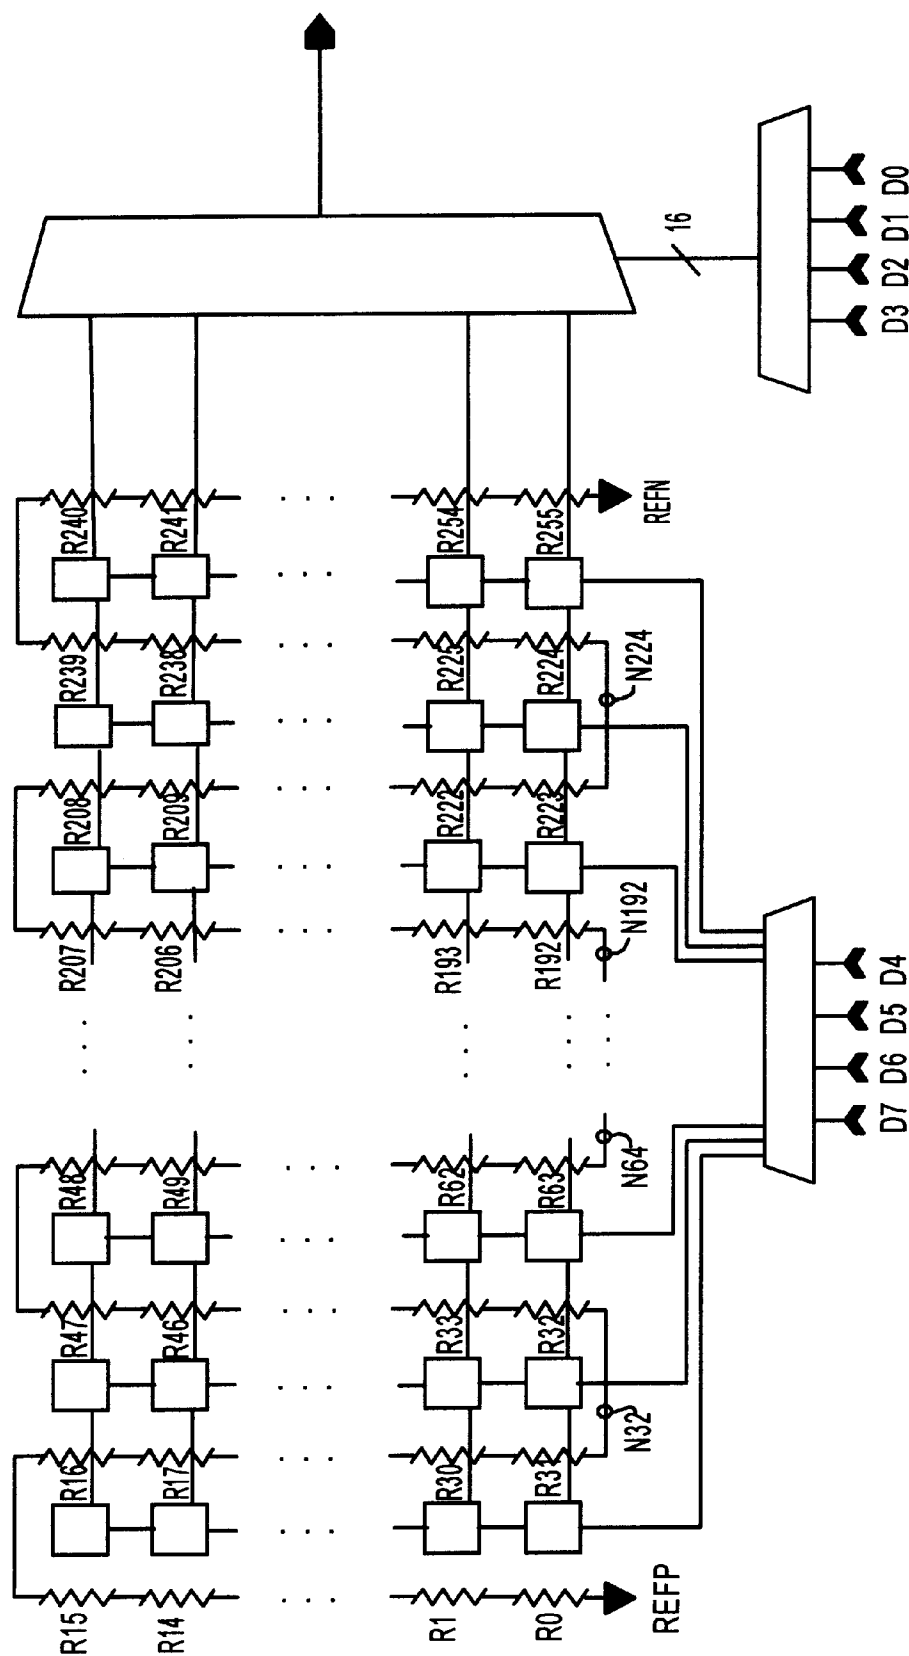 R15
R16
R47
R48
R207
R208
R239
R240
R14
R17
R46
R49
R206
R209
R238
R241
R1
R30
R33
R62
R193
R222
R225
R254
R0
R31
R32
R63
R192
R223
R224
R255
REFP
N32
N64
N192
N224
REFN
16
D7 D6 D5 D4
D3 D2 D1 D0